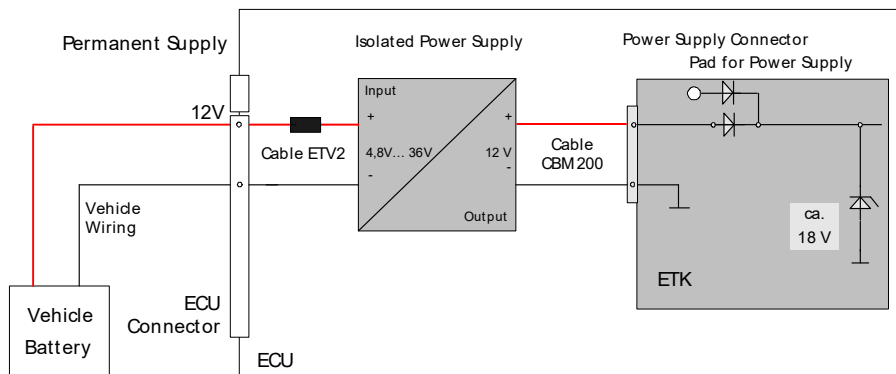 Permanent Supply
Isolated Power Supply
Power Supply Connector
Pad for Power Supply
Input
12V
+
+
Cable ETV2
4,8V... 36V
12 V
Cable
CBM200
-
-
Vehicle
Wiring
Output
ca.
18 V
ETK
ECU
Connector
Vehicle
Battery
ECU